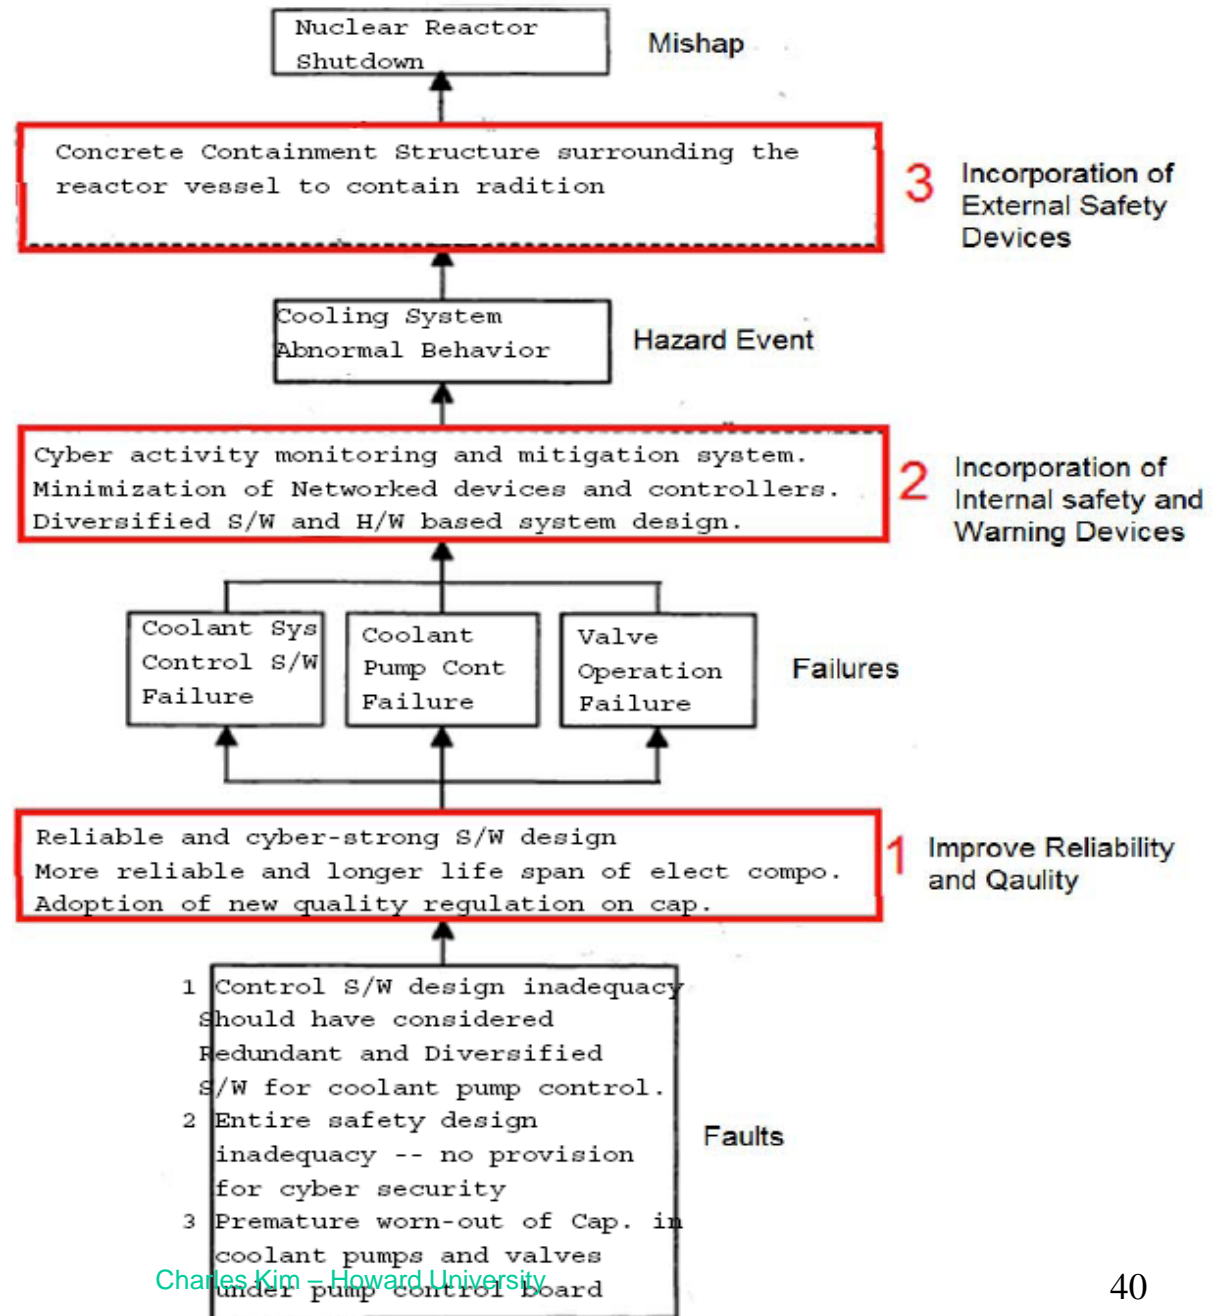 Nuclear Reactor
Shutdown
Mishap
Concrete Containment Structure surrounding the
reactor vessel to contain radition
3
Incorporation of
External Safety
Devices
Cooling System
Abnormal Behavior
Hazard Event
Cyber activity monitoring and mitigation system.
Minimization of Networked devices and controllers.
Diversified S/W and H/W based system design.
2
Incorporation of
Internal safety and
Warning Devices
Coolant Sys
Control S/W
Failure
Coolant
Pump Cont
Failure
Valve
Operation
Failure
Failures
Reliable and cyber-strong S/W design
More reliable and longer life span of elect compo.
Adoption of new quality regulation on cap.
1
Improve Reliability
and Qaulity
1 Control S/W design inadequacy
Should have considered
Redundant and Diversified
S/W for coolant pump control.
2 Entire safety design
inadequacy -- no provision
for cyber security
3 Premature worn-out of Cap. in
coolant pumps and valves
under pump control board
Faults
Charles Kim – Howard University
40